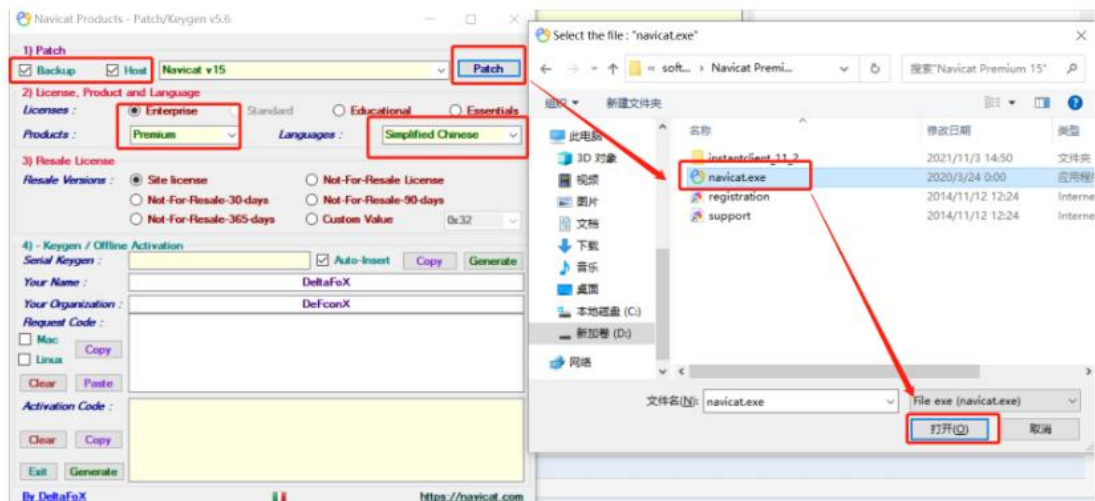 Navicat Products - Patch/Keygen v5.6
1) Patch
Backup Host Navicat v15 Patch
2) License, Product and Language
Licenses : Enterprise Standard Educational Essentials
Products : Premium Languages : Simplified Chinese
3) Resale License
Resale Versions : Site license Not-For-Resale License
Not-For-Resale-30-days Not-For-Resale-90-days
Not-For-Resale-365-days Custom Value 0x32
4) - Keygen / Offline Activation
Serial Keygen : Auto-Insert Copy Generate
Your Name : DeltaFoX
Your Organization : DeFconX
Request Code :
Mac
Copy
Linux
Clear Paste
Activation Code :
Clear Copy
Exit Generate
By DeltaFoX https://navicat.com
Select the file : "navicat.exe"
« soft... › Navicat Premi... 搜索"Navicat Premium 15"
组织 新建文件夹
此电脑
3D 对象
视频
图片
文档
下载
音乐
桌面
本地磁盘 (C:)
新加卷 (D:)
网络
名称 修改日期 类型
instantclient_11_2 2021/11/3 14:50 文件夹
navicat.exe 2020/3/24 0:00 应用程
registration 2014/11/12 12:24 Interne
support 2014/11/12 12:24 Interne
文件名(N): navicat.exe File exe (navicat.exe)
打开(O) 取消